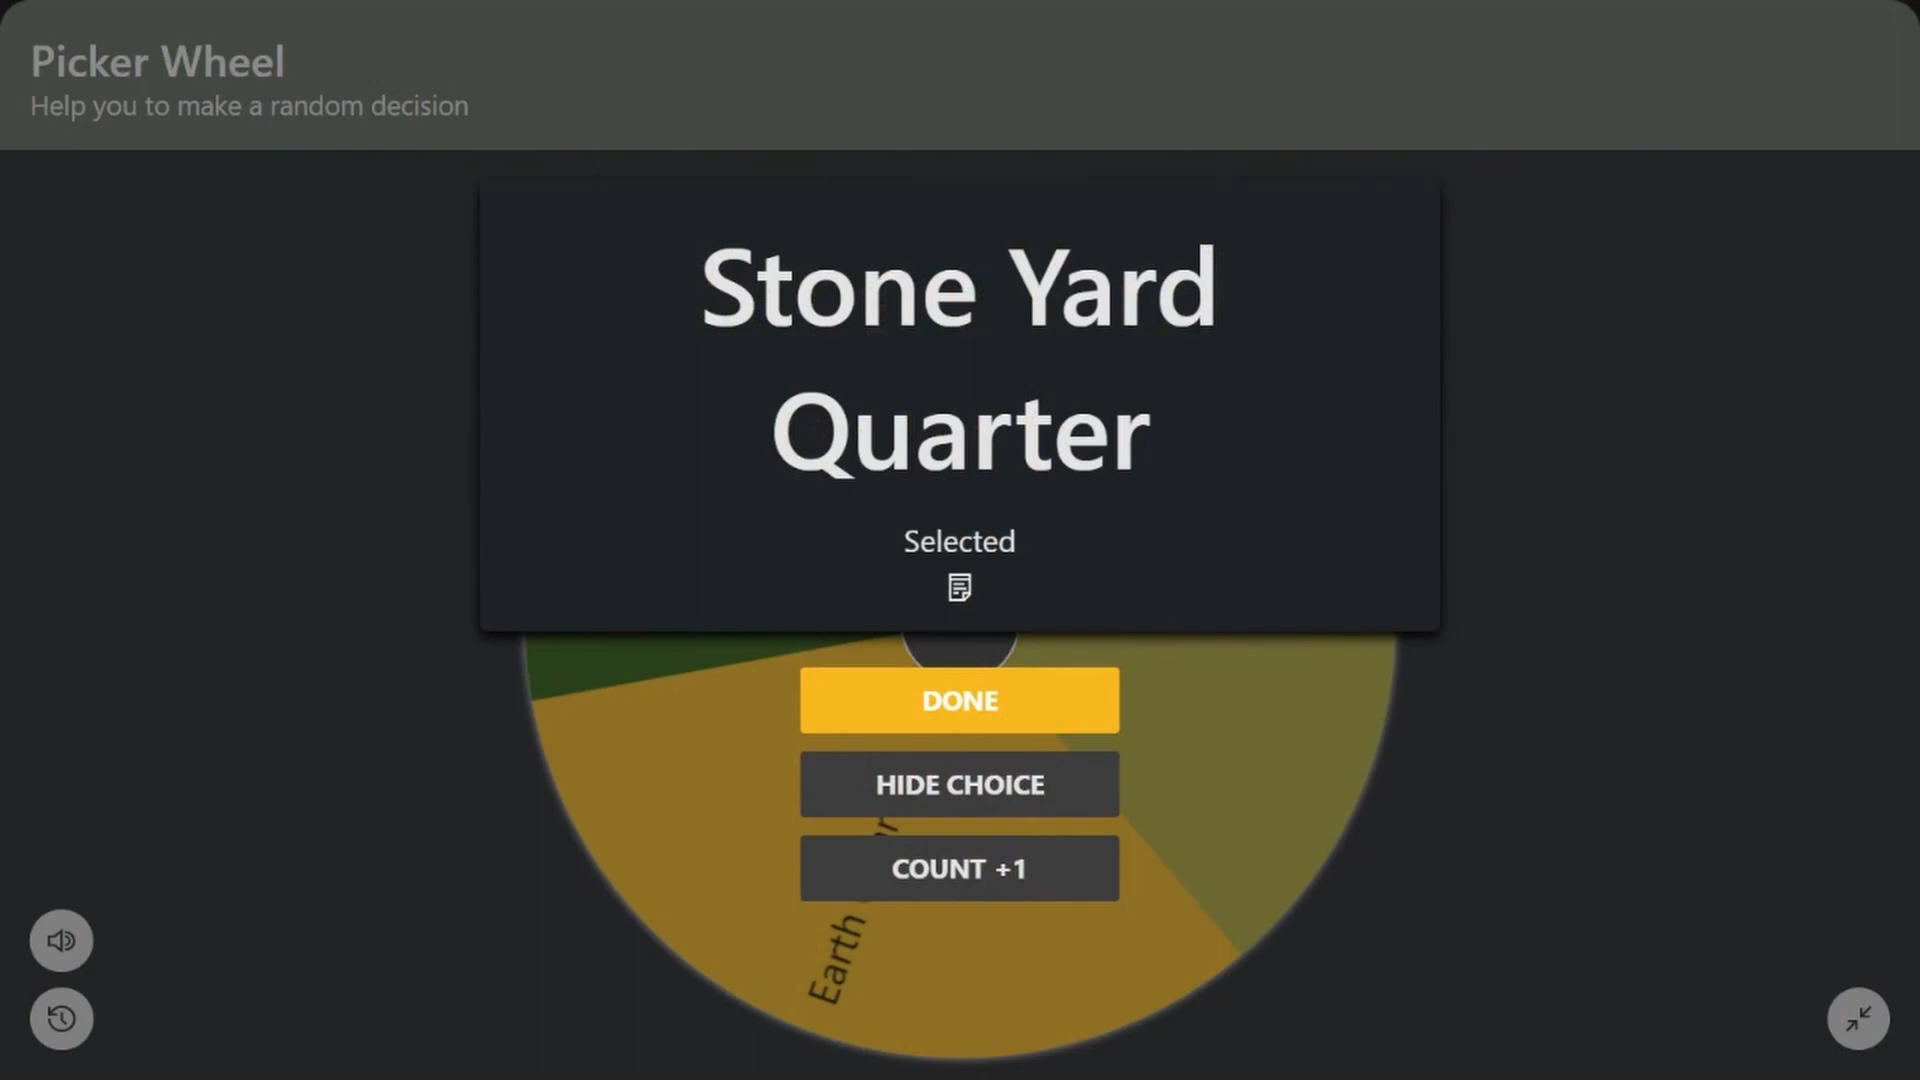 Picker Wheel
Help you to make a random decision
Stone Yard
Quarter
Selected
DONE
HIDE CHOICE
COUNT +1
Earth